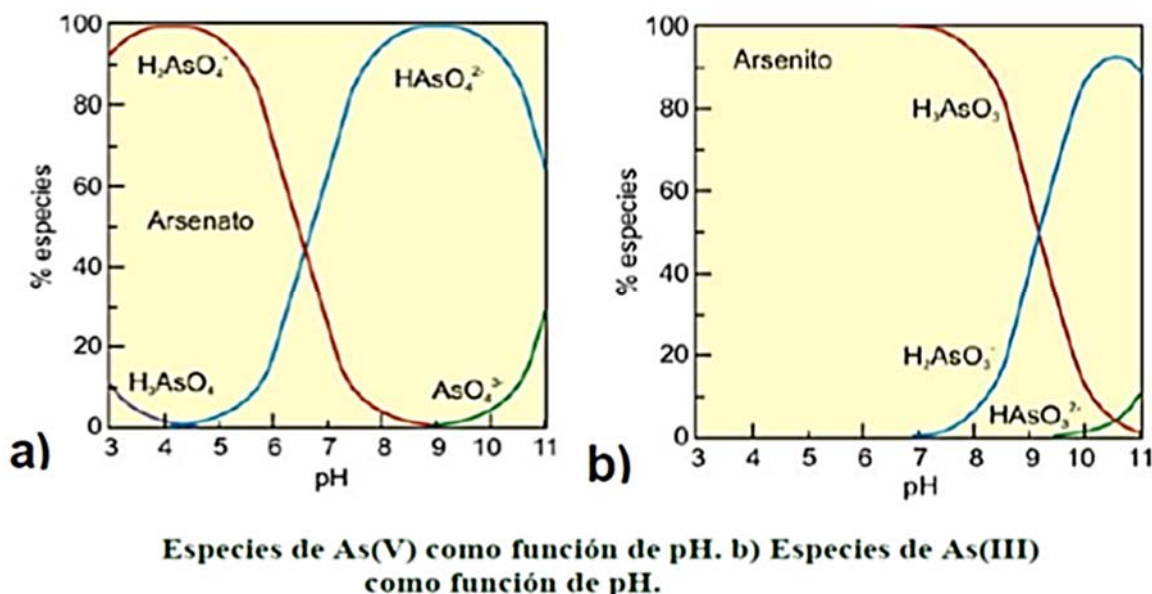 100
80
60
40
20
0
% especies
H₂AsO₄⁻
HAsO₄²⁻
Arsenato
H₃AsO₄
AsO₄³⁻
3 4 5 6 7 8 9 10 11
pH
a)
100
80
60
40
20
0
% especies
Arsenito
H₃AsO₃
H₂AsO₃⁻
HAsO₃²⁻
3 4 5 6 7 8 9 10 11
pH
b)
Especies de As(V) como función de pH. b) Especies de As(III)
como función de pH.